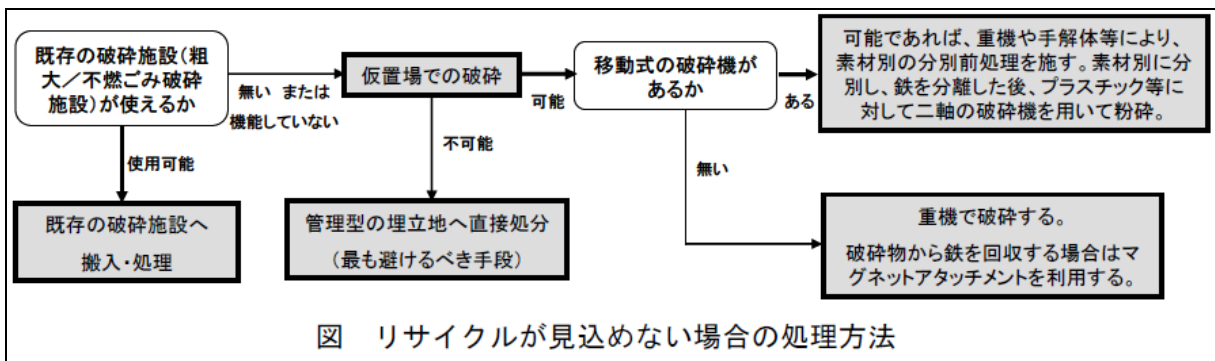 既存の破砕施設(粗
大／不燃ごみ破砕
施設)が使えるか
無い または
機能していない
使用可能
既存の破砕施設へ
搬入・処理
仮置場での破砕
可能
不可能
管理型の埋立地へ直接処分
(最も避けるべき手段)
移動式の破砕機が
あるか
ある
無い
可能であれば、重機や手解体等により、
素材別の分別前処理を施す。素材別に分
別し、鉄を分離した後、プラスチック等に
対して二軸の破砕機を用いて粉砕。
重機で破砕する。
破砕物から鉄を回収する場合はマ
グネットアタッチメントを利用する。
図 リサイクルが見込めない場合の処理方法